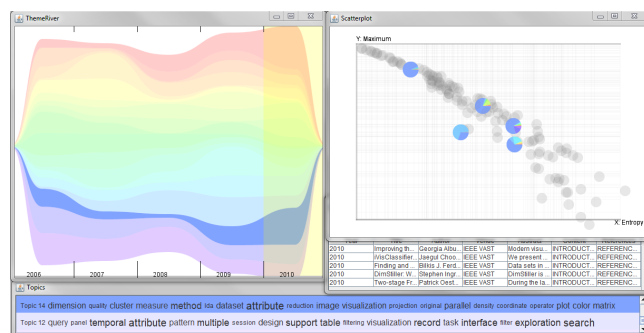 ThemeRiver
2006 2007 2008 2009 2010
Scatterplot
Y: Maximum
X: Entropy
2010 Improving th... Georgia Albu... IEEE VAST Modern visu... INTRODUCT... REFERENC...
2010 iVisClassifier... Jaegul Choo... IEEE VAST We present ... INTRODUCT... REFERENC...
2010 Finding and ... Bilkis J. Ferd... IEEE VAST Data sets in ... INTRODUCT... REFERENC...
2010 DimStiller: W... Stephen Ingr... IEEE VAST DimStiller is ... INTRODUCT... REFERENC...
2010 Two-stage Fr... Patrick Oest... IEEE VAST During the la... INTRODUCT... REFERENC...
Topics
Topic 14 dimension quality cluster measure method ida dataset attribute reduction image visualization projection original parallel density coordinate operator plot color matrix
Topic 12 query panel temporal attribute pattern multiple session design support table filtering visualization record task interface filter exploration search